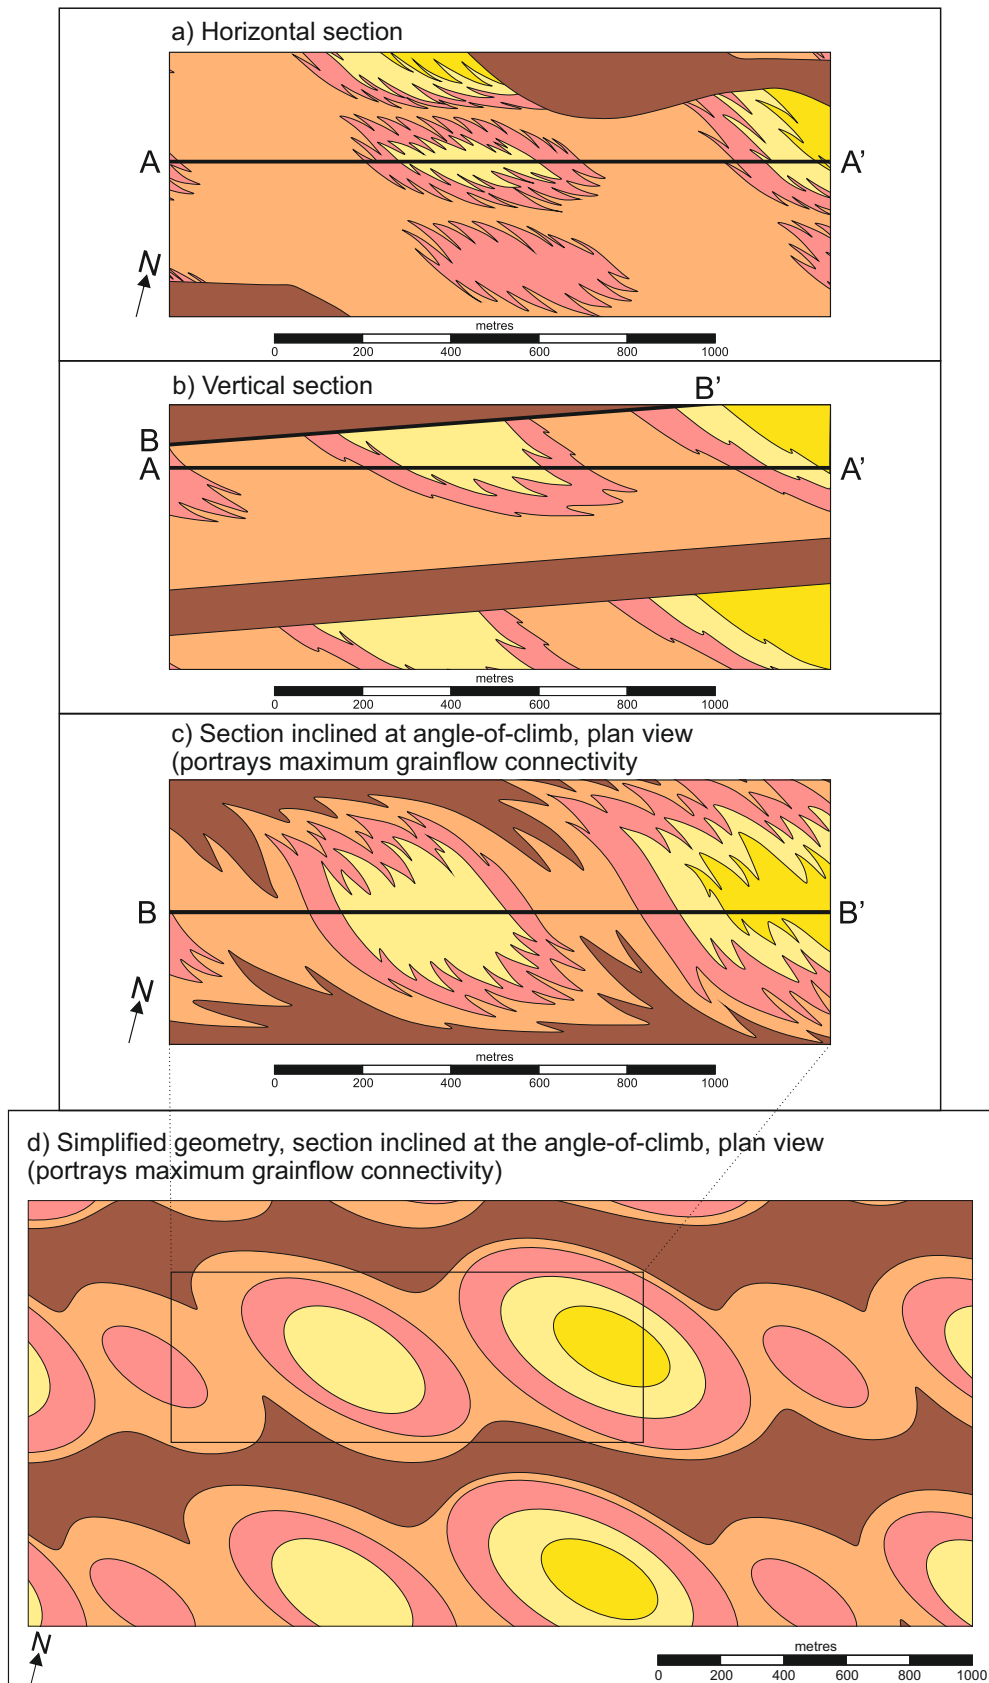 a) Horizontal section
A A’
N
metres
0 200 400 600 800 1000
b) Vertical section
B’
B
A A’
metres
0 200 400 600 800 1000
c) Section inclined at angle-of-climb, plan view
(portrays maximum grainflow connectivity
B B’
N
metres
0 200 400 600 800 1000
d) Simplified geometry, section inclined at the angle-of-climb, plan view
(portrays maximum grainflow connectivity)
N
metres
0 200 400 600 800 1000